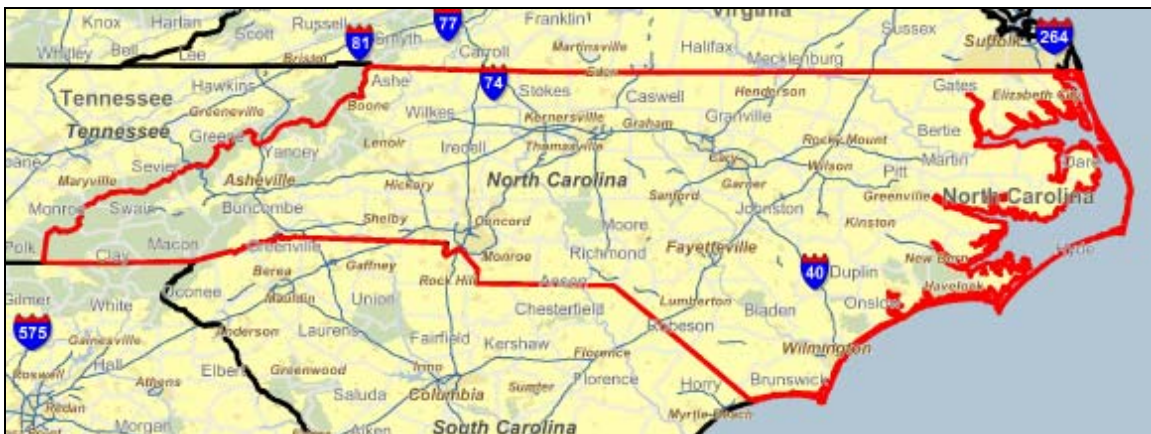 Knox
Harlan
Russell
77
Franklin
Virginia
Sussex
Whitley
Bell
Lee
Scott
81
Smyth
Carroll
Martinsville
Halifax
Mecklenburg
Suffolk
264
Bristol
Hawkins
Ashe
74
Stokes
Eden
Caswell
Henderson
Gates
Elizabeth City
Tennessee
Greeneville
Boone
Wilkes
Kernersville
Graham
Granville
Tennessee
Greene
Yancey
Lenoir
Iredell
Thomasville
Rocky Mount
Bertie
Sevier
Cary
Wilson
Martin
Dare
Maryville
Asheville
Hickory
North Carolina
Sanford
Garner
Pitt
Greenville
North Carolina
Monroe
Swain
Buncombe
Shelby
Concord
Moore
Johnston
Kinston
Polk
Clay
Macon
Greenville
Monroe
Richmond
Fayetteville
New Bern
Hyde
Berea
Gaffney
Rock Hill
Anson
40
Duplin
Havelock
Gilmer
White
Oconee
Mauldin
Union
Chesterfield
Lumberton
Bladen
Onslow
575
Gainesville
Anderson
Laurens
Fairfield
Kershaw
Robeson
Wilmington
Roswell
Hall
Elbert
Greenwood
Irmo
Florence
Athens
Saluda
Columbia
Sumter
Florence
Horry
Brunswick
Redan
Morgan
Aiken
South Carolina
Myrtle Beach